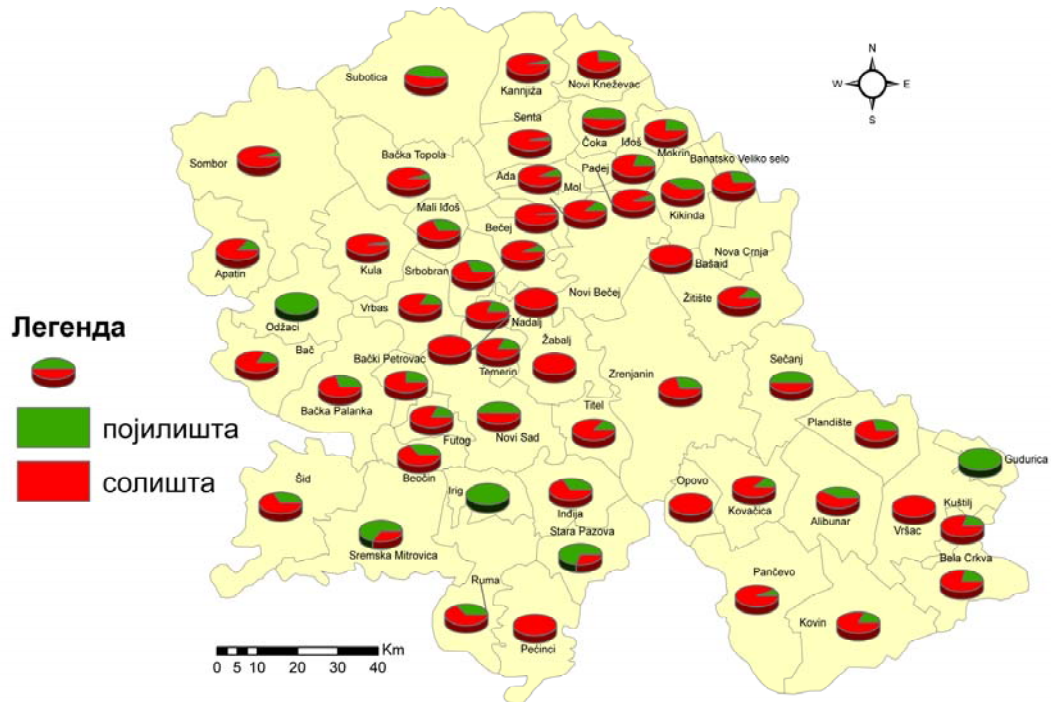 N
W
E
S
Subotica
Kannjiža
Novi Kneževac
Senta
Čoka
Iđoš
Mokrin
Banatsko Veliko selo
Sombor
Bačka Topola
Ada
Mol
Padej
Kikinda
Mali Iđoš
Bečej
Apatin
Kula
Srbobran
Bašaid
Nova Crnja
Odžaci
Vrbas
Novi Bečej
Žitište
Nadalj
Легенда
Bač
Bački Petrovac
Temerin
Žabalj
Zrenjanin
Sečanj
Bačka Palanka
Titel
Plandište
појилишта
Futog
Novi Sad
Gudurica
солишта
Šid
Beočin
Irig
Inđija
Opovo
Kovačica
Alibunar
Vršac
Kuštilj
Sremska Mitrovica
Stara Pazova
Bela Crkva
Ruma
Pančevo
Pećinci
Kovin
Km
0 5 10 20 30 40